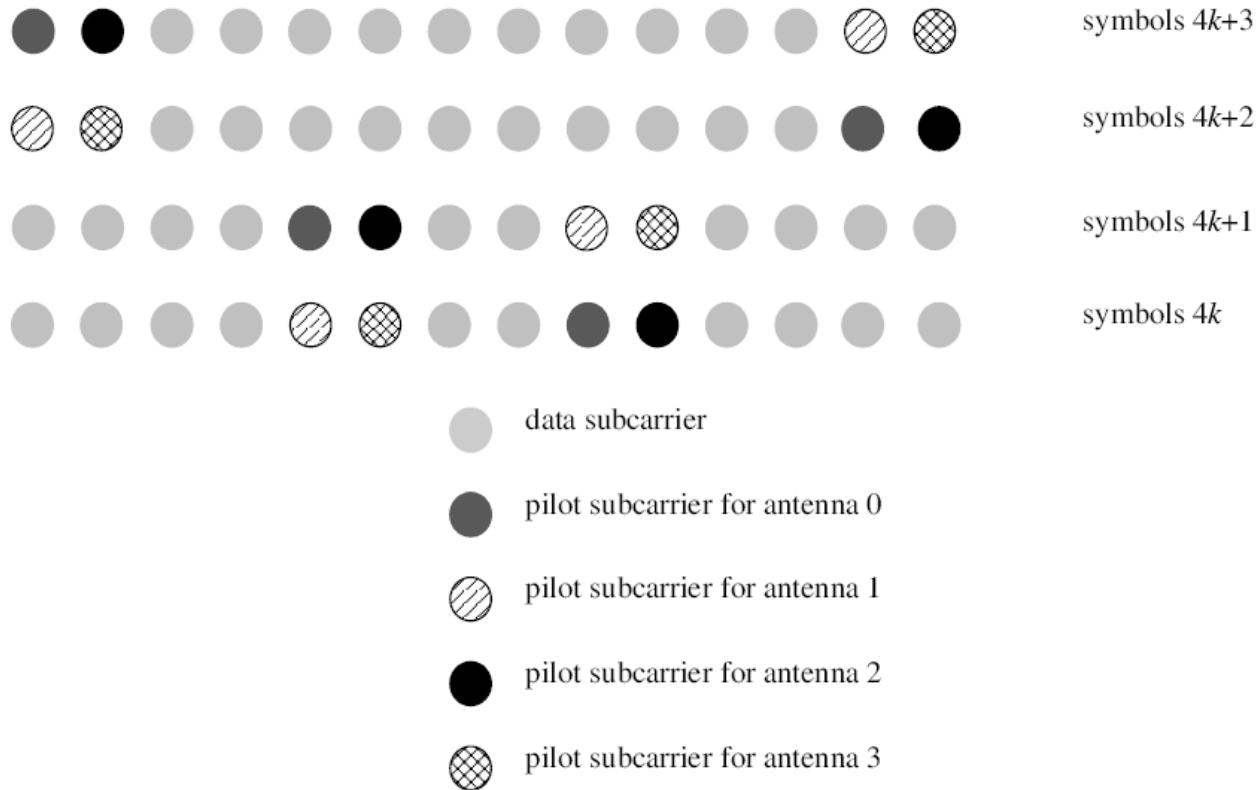 symbols 4k+3
symbols 4k+2
symbols 4k+1
symbols 4k
data subcarrier
pilot subcarrier for antenna 0
pilot subcarrier for antenna 1
pilot subcarrier for antenna 2
pilot subcarrier for antenna 3